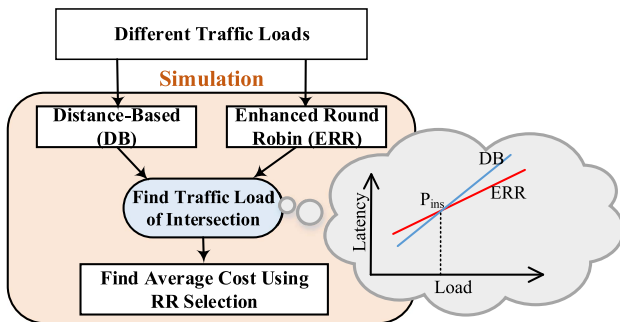 Different Traffic Loads
Simulation
Distance-Based
(DB)
Enhanced Round
Robin (ERR)
Find Traffic Load
of Intersection
Find Average Cost Using
RR Selection
DB
ERR
Pins
Latency
Load